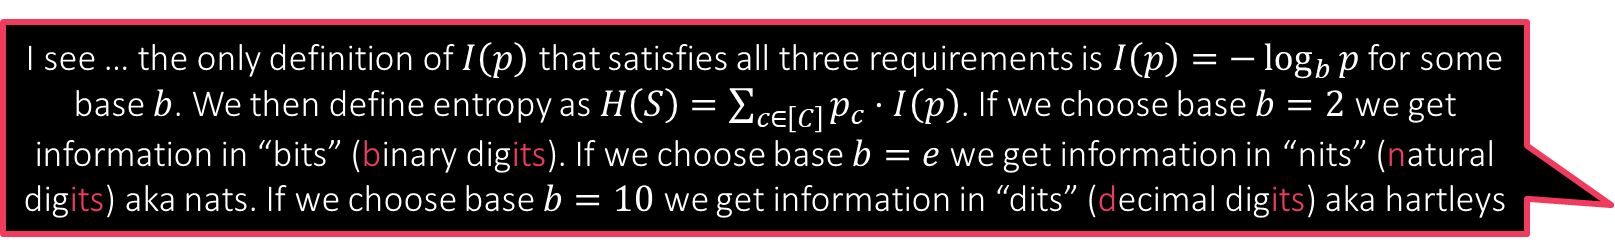 I see ... the only definition of I(p) that satisfies all three requirements is I(p) = − log_b p for some
base b. We then define entropy as H(S) = ∑_{c∈[C]} p_c · I(p). If we choose base b = 2 we get
information in “bits” (binary digits). If we choose base b = e we get information in “nits” (natural
digits) aka nats. If we choose base b = 10 we get information in “dits” (decimal digits) aka hartleys